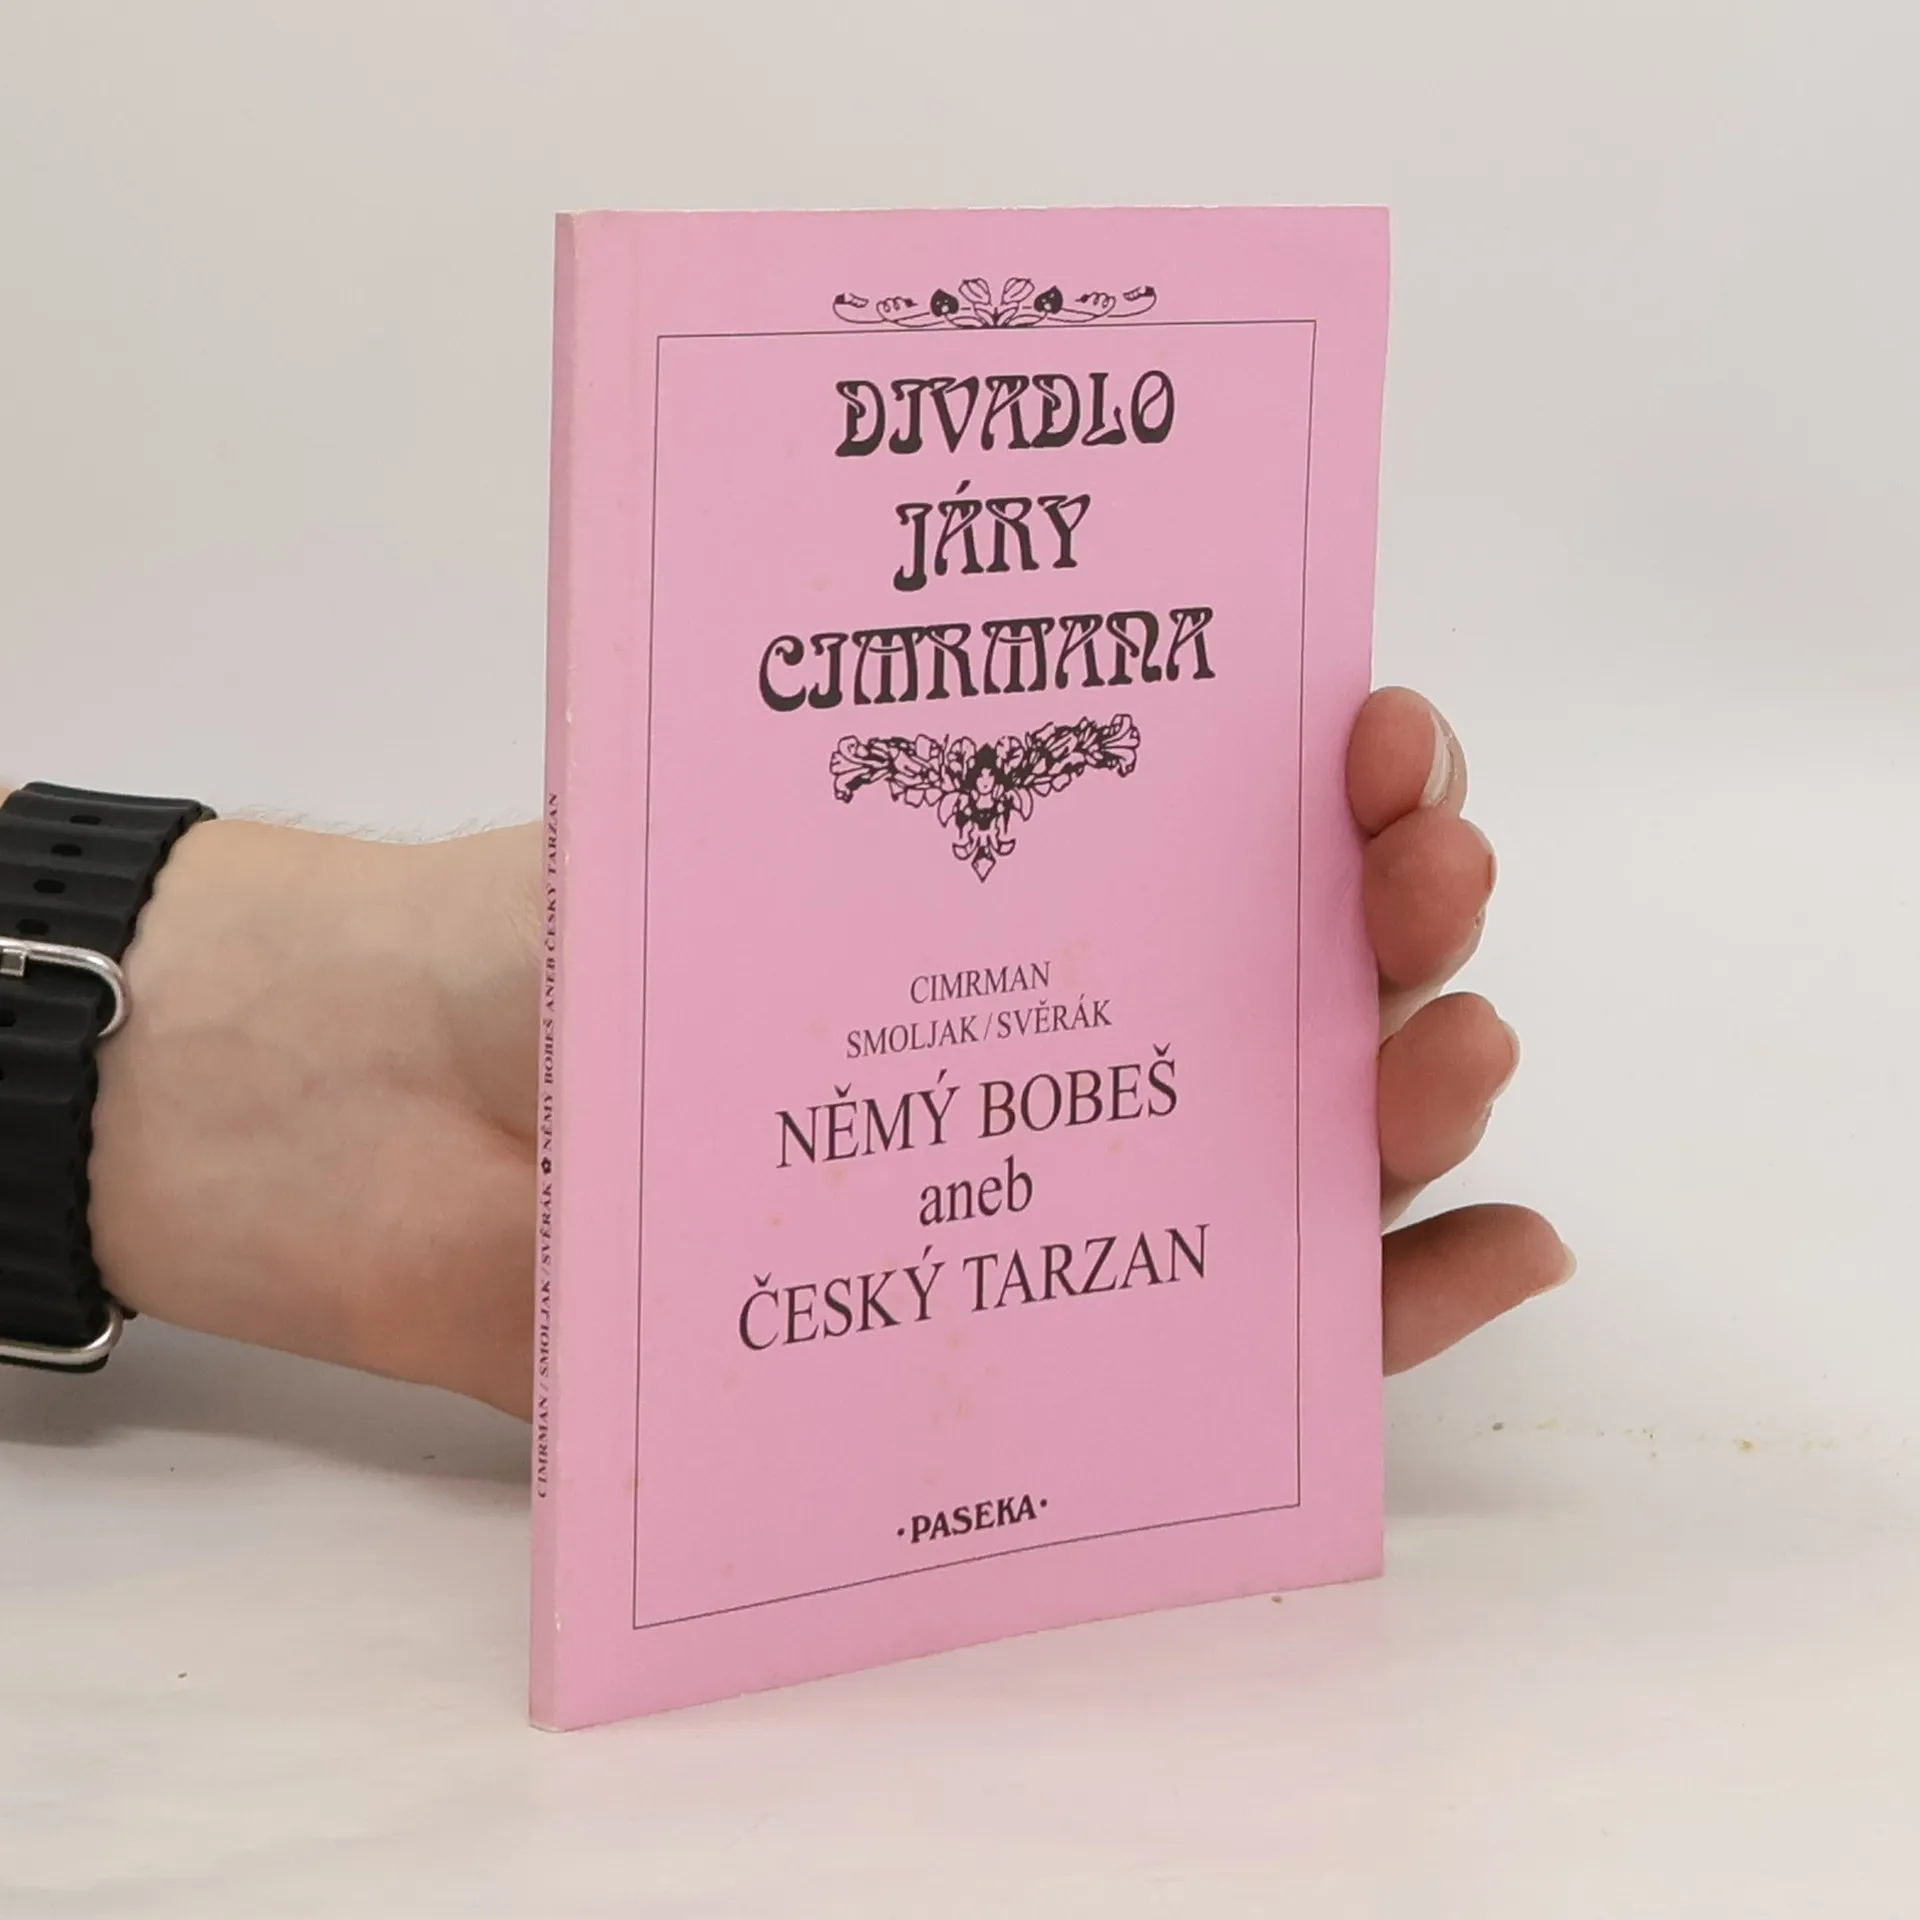 DIVADLO
JÁRY
CIMRMANA
CIMRMAN
SMOLJAK/SVĚRÁK
NĚMÝ BOBEŠ
aneb
ČESKÝ TARZAN
·PASEKA·
CIMRMAN / SMOLJAK/SVĚRÁK ✿ NĚMÝ BOBEŠ ANEB ČESKÝ TARZAN